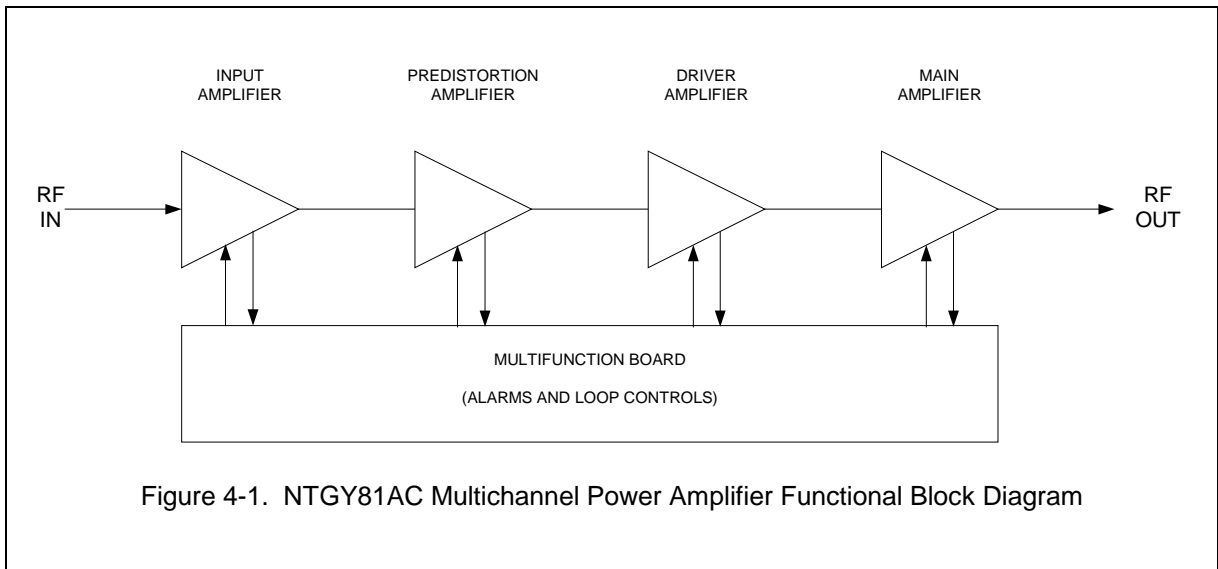 INPUT
AMPLIFIER
PREDISTORTION
AMPLIFIER
DRIVER
AMPLIFIER
MAIN
AMPLIFIER
RF
IN
RF
OUT
MULTIFUNCTION BOARD
(ALARMS AND LOOP CONTROLS)
Figure 4-1. NTGY81AC Multichannel Power Amplifier Functional Block Diagram